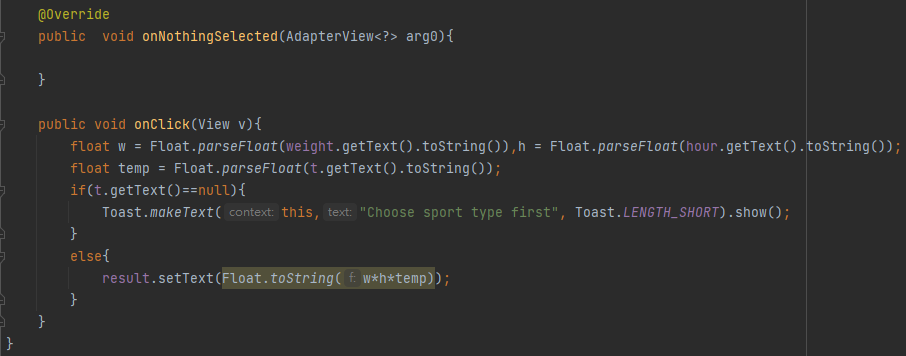 @Override
public  void onNothingSelected(AdapterView<?> arg0){
}
public void onClick(View v){
float w = Float.parseFloat(weight.getText().toString()),h = Float.parseFloat(hour.getText().toString());
float temp = Float.parseFloat(t.getText().toString());
if(t.getText()==null){
Toast.makeText( context: this, text: "Choose sport type first", Toast.LENGTH_SHORT).show();
}
else{
result.setText(Float.toString( f: w*h*temp));
}
}
}